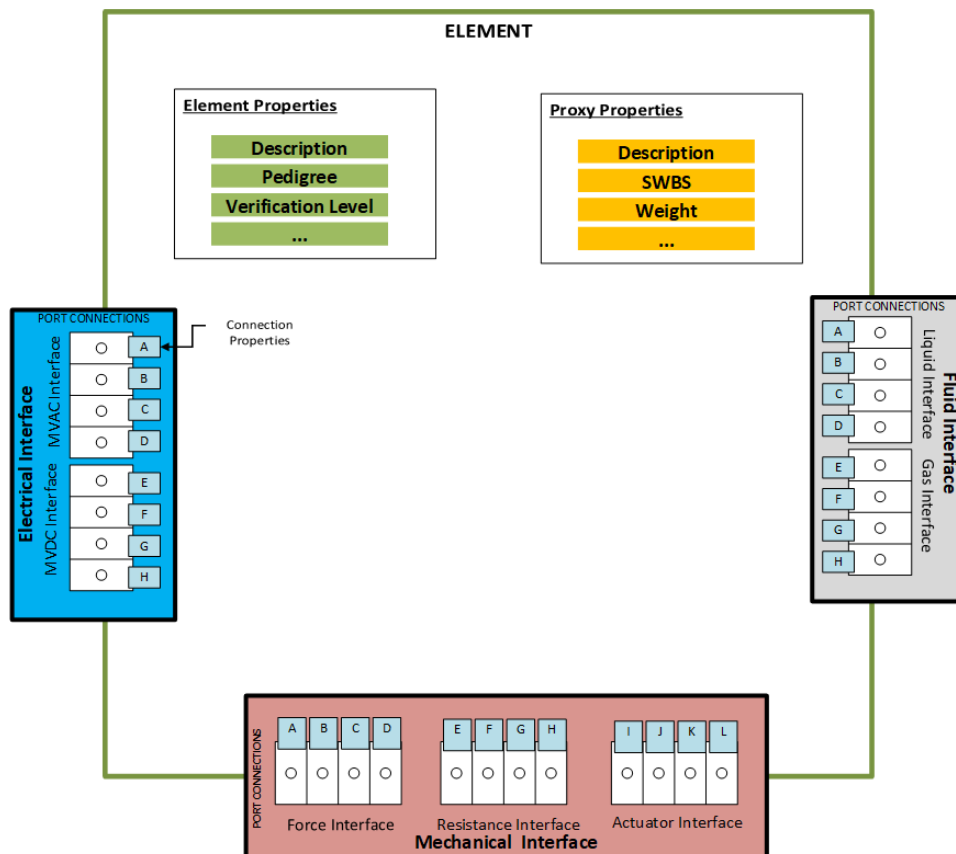 ELEMENT
Element Properties
Description
Pedigree
Verification Level
...
Proxy Properties
Description
SWBS
Weight
...
PORT CONNECTIONS
Electrical Interface
MVAC Interface
A
B
C
D
MVDC Interface
E
F
G
H
Connection
Properties
PORT CONNECTIONS
Fluid Interface
Liquid Interface
A
B
C
D
Gas Interface
E
F
G
H
PORT CONNECTIONS
A B C D
E F G H
I J K L
Force Interface
Resistance Interface
Actuator Interface
Mechanical Interface